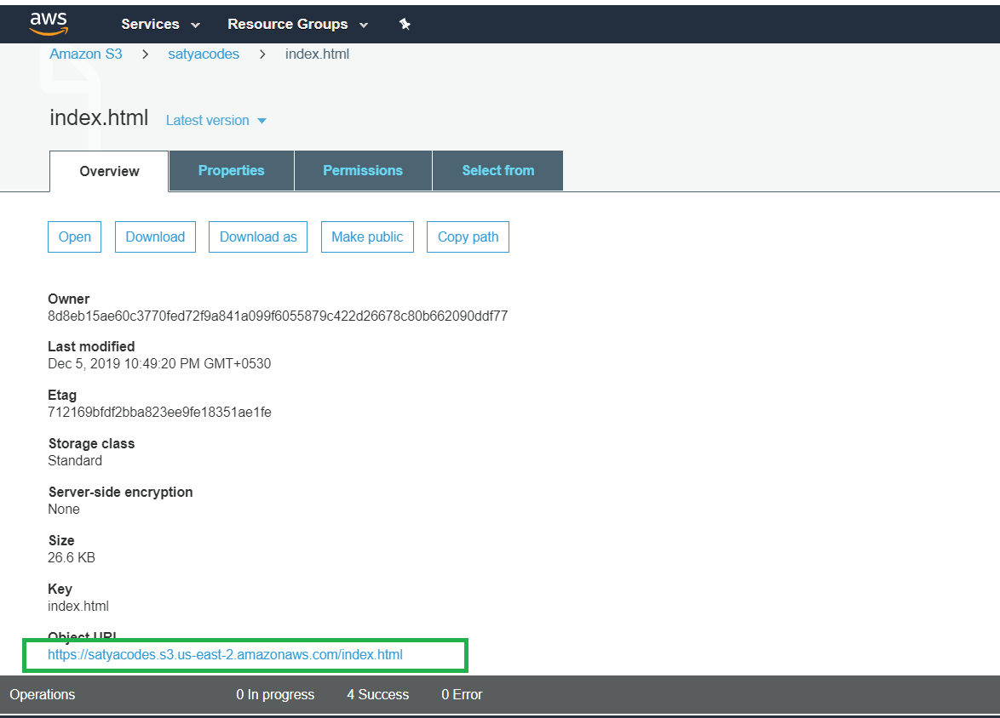 aws Services Resource Groups
Amazon S3 > satyacodes > index.html
index.html Latest version
Overview Properties Permissions Select from
Open Download Download as Make public Copy path
Owner
8d8eb15ae60c3770fed72f9a841a099f6055879c422d26678c80b662090ddf77
Last modified
Dec 5, 2019 10:49:20 PM GMT+0530
Etag
712169bfdf2bba823ee9fe18351ae1fe
Storage class
Standard
Server-side encryption
None
Size
26.6 KB
Key
index.html
Object URL
https://satyacodes.s3.us-east-2.amazonaws.com/index.html
Operations 0 In progress 4 Success 0 Error